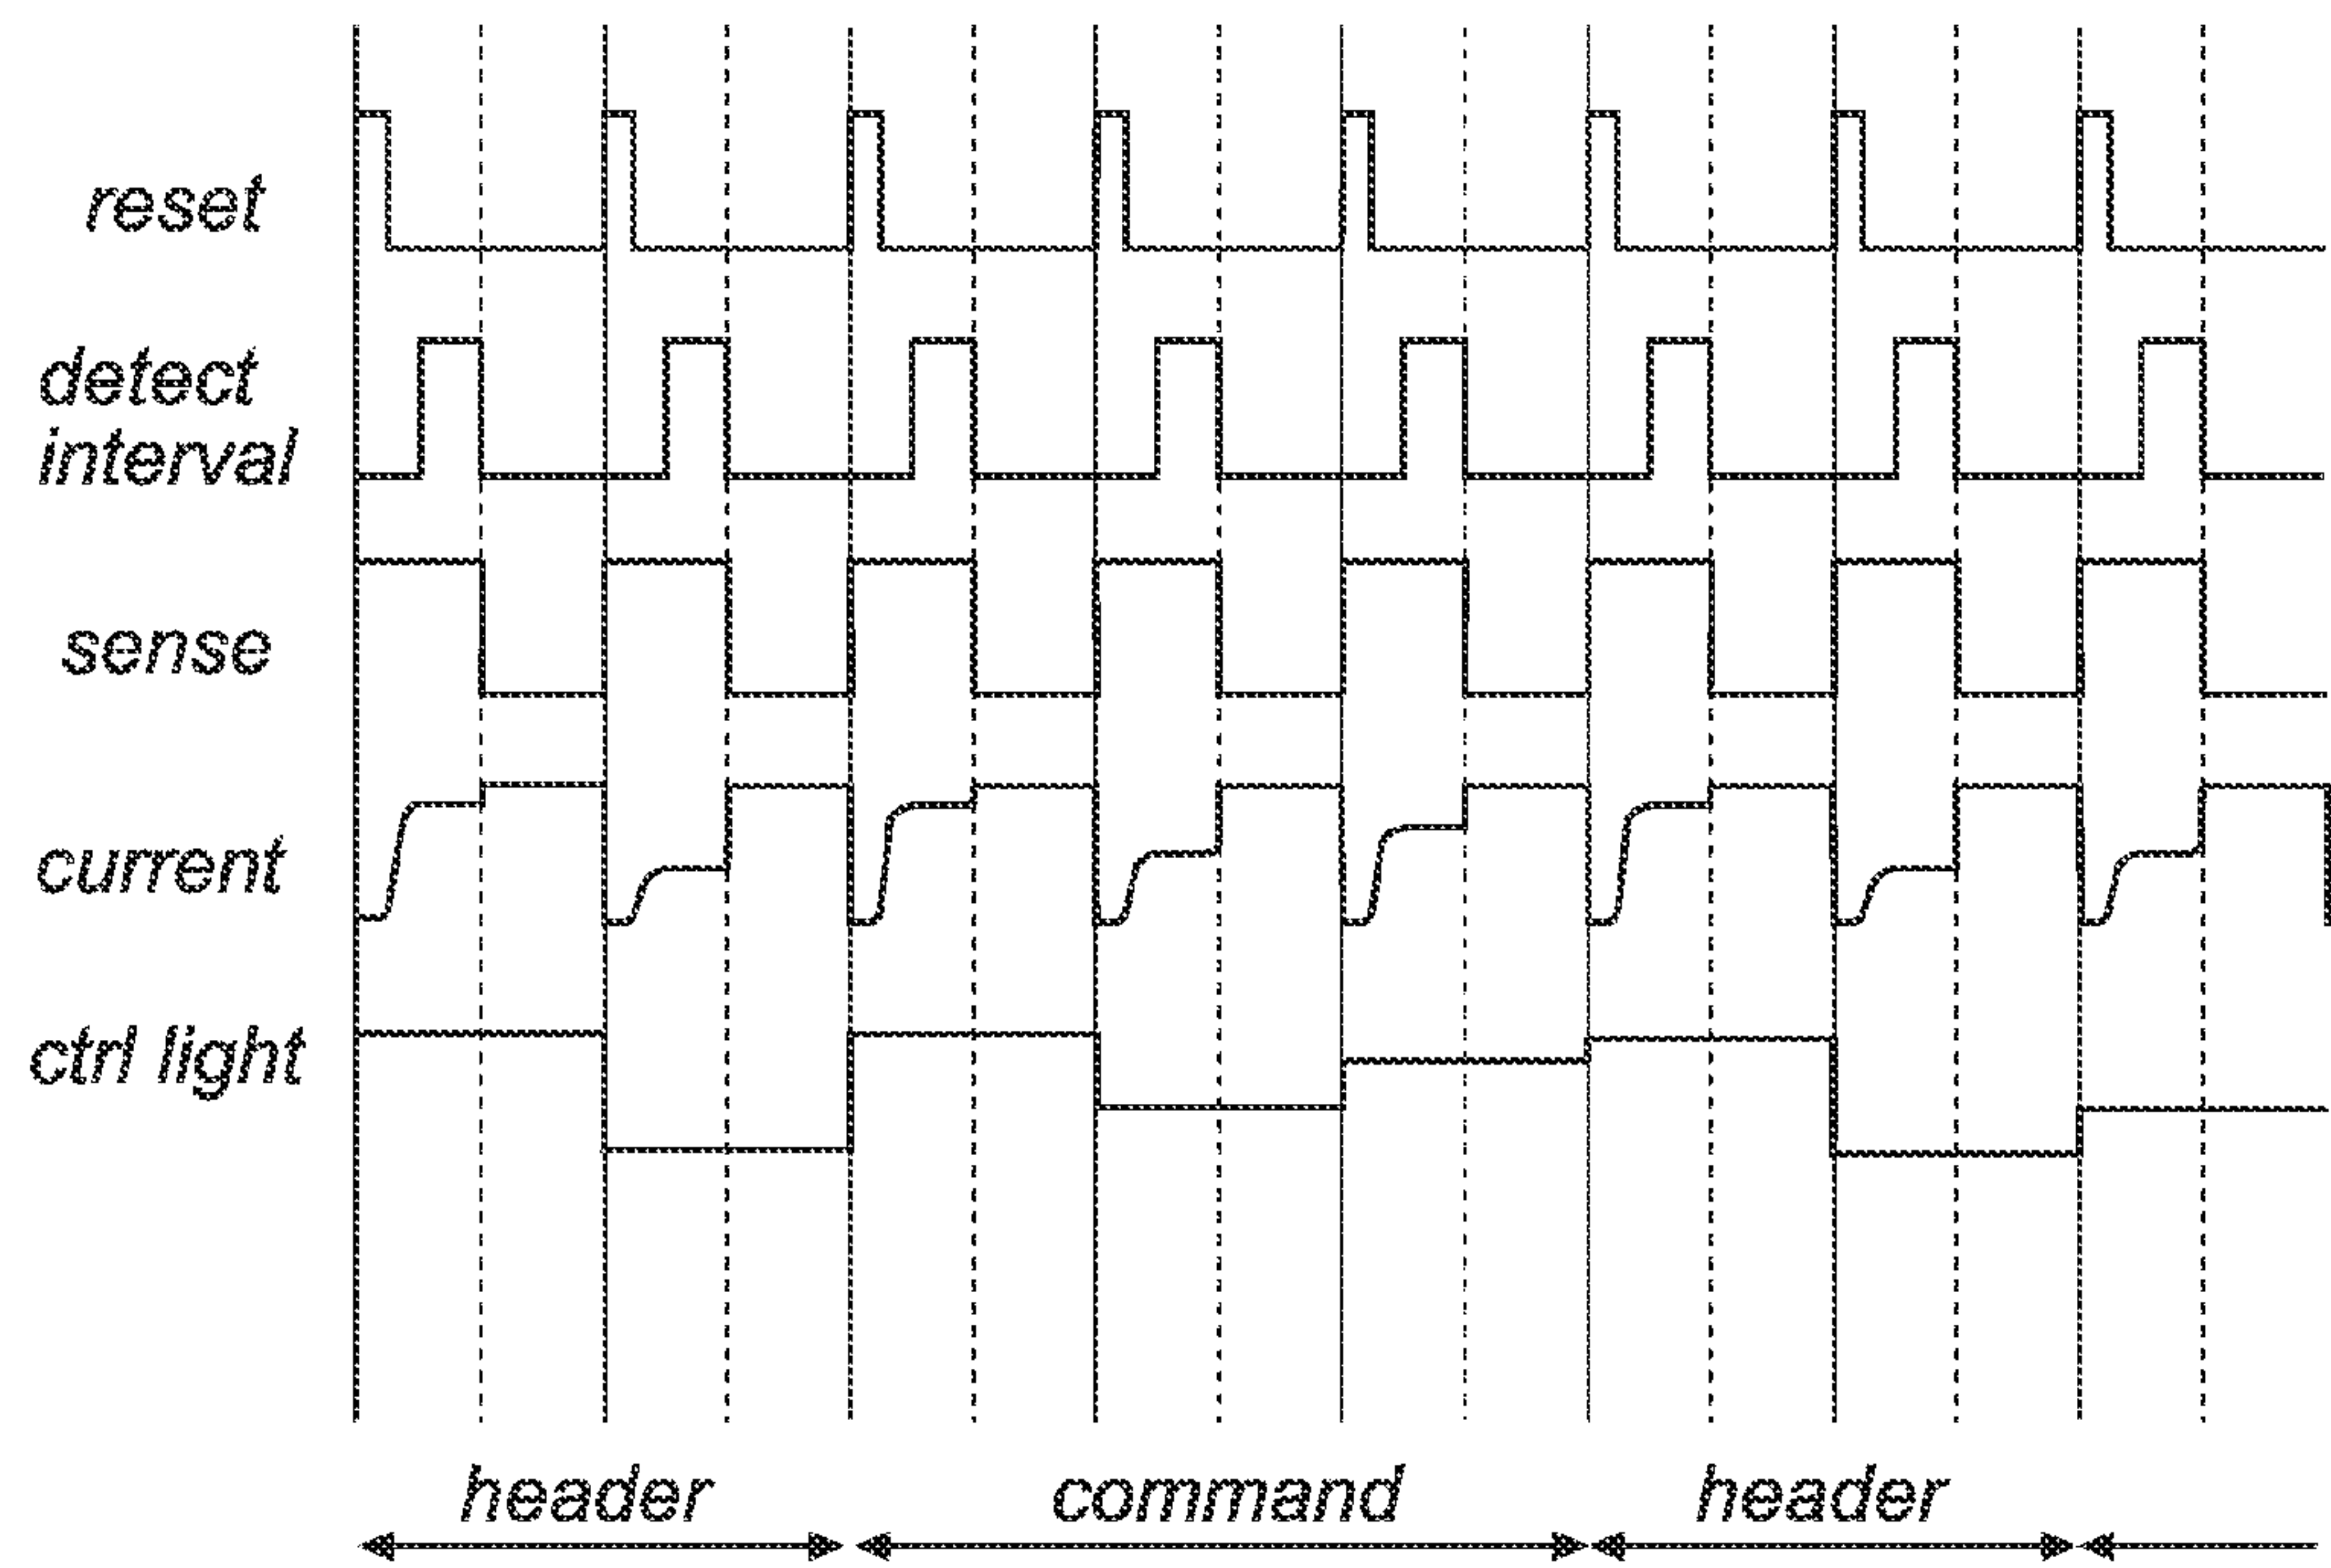 reset
detect
interval
sense
current
ctrl light
header command header